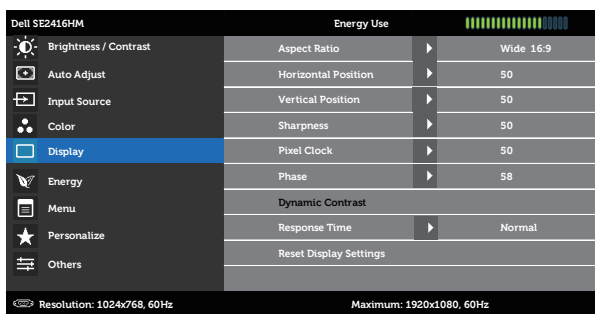 Dell SE2416HM Energy Use
Brightness / Contrast
Auto Adjust
Input Source
Color
Display
Energy
Menu
Personalize
Others
Aspect Ratio Wide 16:9
Horizontal Position 50
Vertical Position 50
Sharpness 50
Pixel Clock 50
Phase 58
Dynamic Contrast
Response Time Normal
Reset Display Settings
Resolution: 1024x768, 60Hz Maximum: 1920x1080, 60Hz